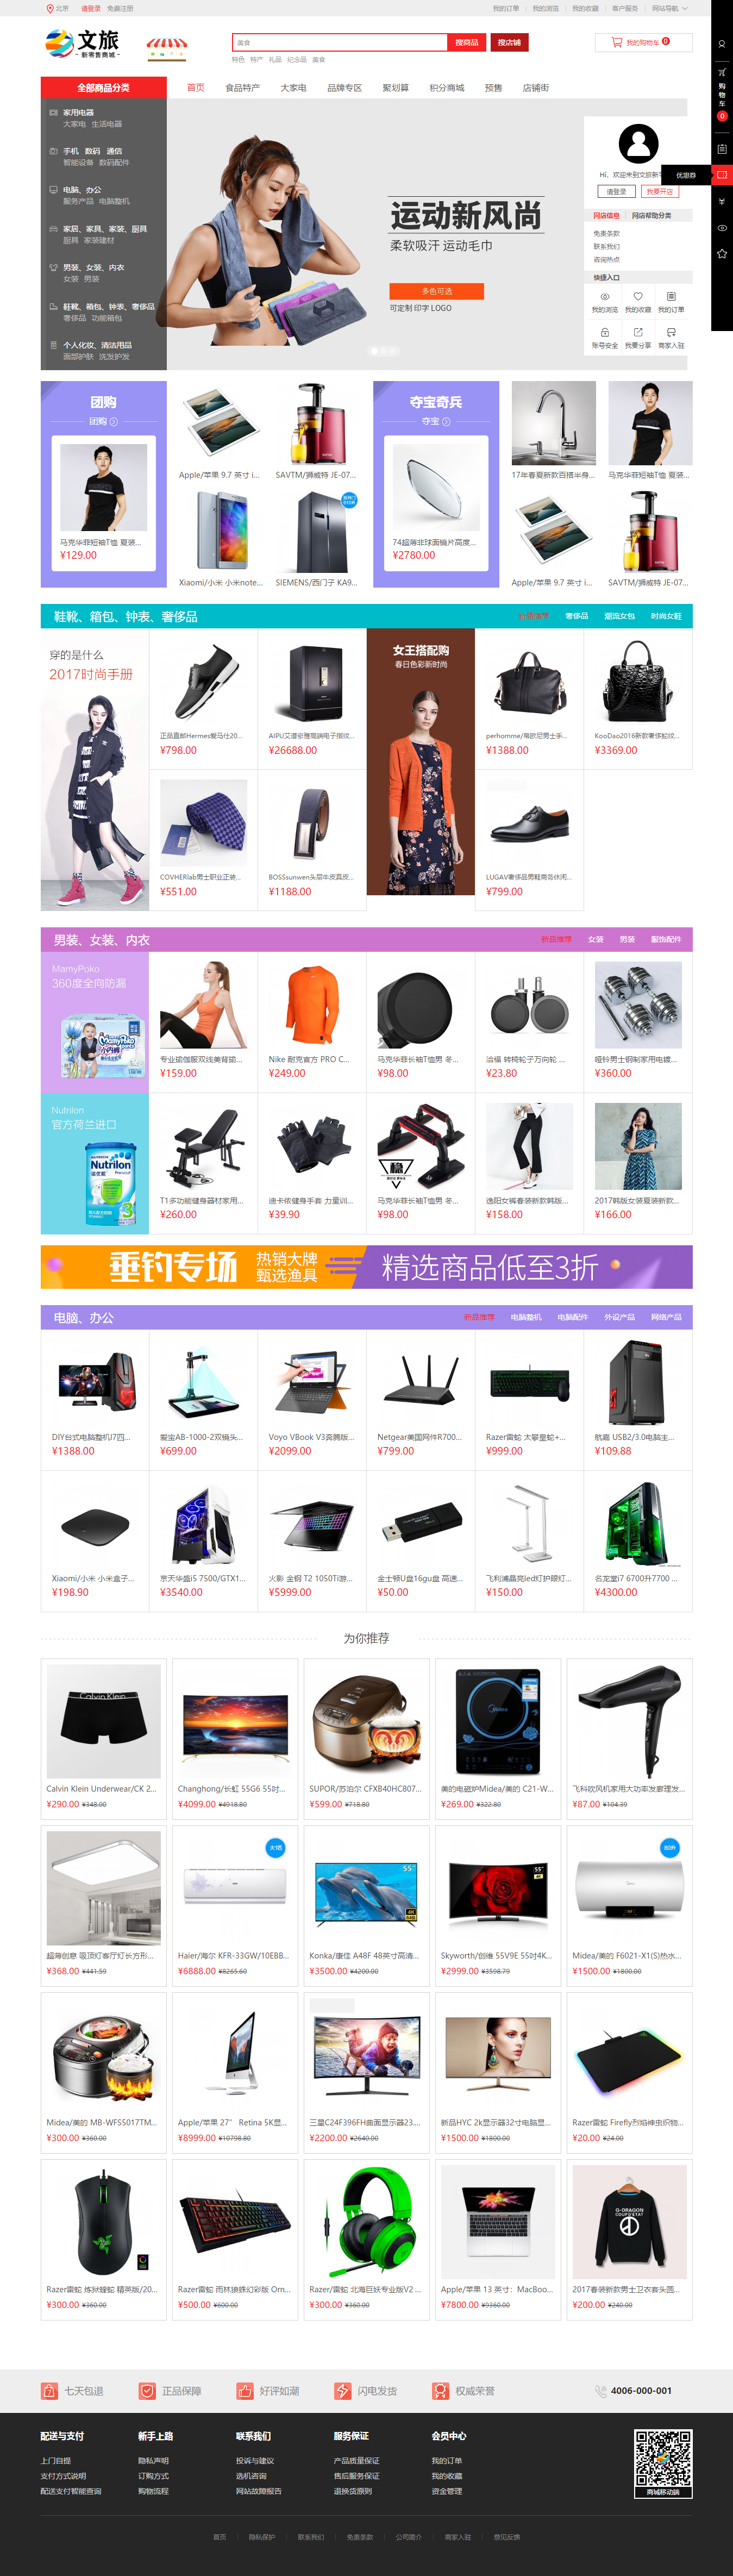 北京 请登录 免费注册
我的订单 我的浏览 我的收藏 客户服务 网站导航
文旅
·新零售商城·
美食
搜商品
搜店铺
我的购物车 0
特色 特产 礼品 纪念品 美食
全部商品分类
首页 食品特产 大家电 品牌专区 聚划算 积分商城 预售 店铺街
购物车
0
优惠券
家用电器
大家电 生活电器
手机 数码 通信
智能设备 数码配件
电脑、办公
服务产品 电脑整机
家居、家具、家装、厨具
厨具 家装建材
男装、女装、内衣
女装 男装
鞋靴、箱包、钟表、奢侈品
奢侈品 功能箱包
个人化妆、清洁用品
面部护肤 洗发护发
运动新风尚
柔软吸汗 运动毛巾
多色可选
可定制 印字 LOGO
请登录 我要开店
网店信息 网店帮助分类
免责条款
联系我们
咨询热点
快捷入口
我的浏览 我的收藏 我的订单
账号安全 我要分享 商家入驻
团购
团购
马克华菲短袖T恤 夏装...
¥129.00
Apple/苹果 9.7 英寸 i...
SAVTM/狮威特 JE-07...
Xiaomi/小米 小米note...
SIEMENS/西门子 KA9...
夺宝奇兵
夺宝
74超薄非球面镜片高度...
¥2780.00
17年春夏新款百搭半身...
马克华菲短袖T恤 夏装...
Apple/苹果 9.7 英寸 i...
SAVTM/狮威特 JE-07...
鞋靴、箱包、钟表、奢侈品
新品推荐 奢侈品 潮流女包 时尚女鞋
穿的是什么
2017时尚手册
正品直邮Hermes爱马仕20...
¥798.00
¥26688.00
女王搭配购
春日色彩新时尚
perhomme/帕欧尼男士手...
¥1388.00
KooDao2016新款奢侈蛇纹...
¥3369.00
COVHERlab男士职业正装...
¥551.00
BOSSsunwen头层牛皮真皮...
¥1188.00
LUGAV奢侈品男鞋商务休闲...
¥799.00
男装、女装、内衣
新品推荐 女装 男装 服饰配件
MamyPoko
360度全向防漏
专业瑜伽服双线美背瑜...
¥159.00
Nike 耐克官方 PRO C...
¥249.00
马克华菲长袖T恤男 冬...
¥98.00
洽福 转椅轮子万向轮 ...
¥23.80
哑铃男士钢制家用电镀...
¥360.00
Nutrilon
官方荷兰进口
T1多功能健身器材家用...
¥260.00
迪卡侬健身手套 力量训...
¥39.90
马克华菲长袖T恤男 冬...
¥98.00
逸阳女裤春装新款韩版...
¥158.00
2017韩版女装夏装新款...
¥166.00
垂钓专场 热销大牌 甄选渔具 精选商品低至3折
电脑、办公
新品推荐 电脑整机 电脑配件 外设产品 网络产品
DIY台式电脑整机I7四...
¥1388.00
爱宝AB-1000-2双镜头...
¥699.00
Voyo VBook V3奔腾版...
¥2099.00
Netgear美国网件R700...
¥799.00
Razer雷蛇 太攀皇蛇+...
¥999.00
航嘉 USB2/3.0电脑主...
¥109.88
Xiaomi/小米 小米盒子...
¥198.90
京天华盛i5 7500/GTX1...
¥3540.00
火影 金钢 T2 1050Ti游...
¥5999.00
金士顿U盘16gu盘 高速...
¥50.00
飞利浦晶亮led灯护眼灯...
¥150.00
名龙堂i7 6700升7700 ...
¥4300.00
为你推荐
Calvin Klein Underwear/CK 2...
¥290.00 ¥348.00
Changhong/长虹 55G6 55吋...
¥4099.00 ¥4918.80
SUPOR/苏泊尔 CFXB40HC807...
¥599.00 ¥718.80
美的电磁炉Midea/美的 C21-W...
¥269.00 ¥322.80
飞科吹风机家用大功率发廊理发...
¥87.00 ¥104.39
超薄创意 吸顶灯客厅灯长方形...
¥368.00 ¥441.59
Haier/海尔 KFR-33GW/10EBB...
¥6888.00 ¥8265.60
Konka/康佳 A48F 48英寸高清...
¥3500.00 ¥4200.00
Skyworth/创维 55V9E 55吋4K...
¥2999.00 ¥3598.79
Midea/美的 F6021-X1(S)热水...
¥1500.00 ¥1800.00
Midea/美的 MB-WFS5017TM...
¥300.00 ¥360.00
Apple/苹果 27” Retina 5K显...
¥8999.00 ¥10798.80
三星C24F396FH曲面显示器23....
¥2200.00 ¥2640.00
新品HYC 2k显示器32寸电脑显...
¥1500.00 ¥1800.00
Razer雷蛇 Firefly烈焰神虫织物...
¥20.00 ¥24.00
Razer雷蛇 炼狱蝰蛇 精英版/20...
¥300.00 ¥360.00
Razer雷蛇 雨林狼蛛幻彩版 Orn...
¥500.00 ¥600.00
Razer/雷蛇 北海巨妖专业版V2 ...
¥300.00 ¥360.00
Apple/苹果 13 英寸: MacBoo...
¥7800.00 ¥9360.00
2017春装新款男士卫衣套头圆...
¥200.00 ¥240.00
七天包退 正品保障 好评如潮 闪电发货 权威荣誉 4006-000-001
配送与支付 新手上路 联系我们 服务保证 会员中心
上门自提 隐私声明 投诉与建议 产品质量保证 我的订单
支付方式说明 订购方式 选机咨询 售后服务保证 我的收藏
配送支付智能查询 购物流程 网站故障报告 退换货原则 资金管理
商城移动端
首页 隐私保护 联系我们 免责条款 公司简介 商家入驻 意见反馈